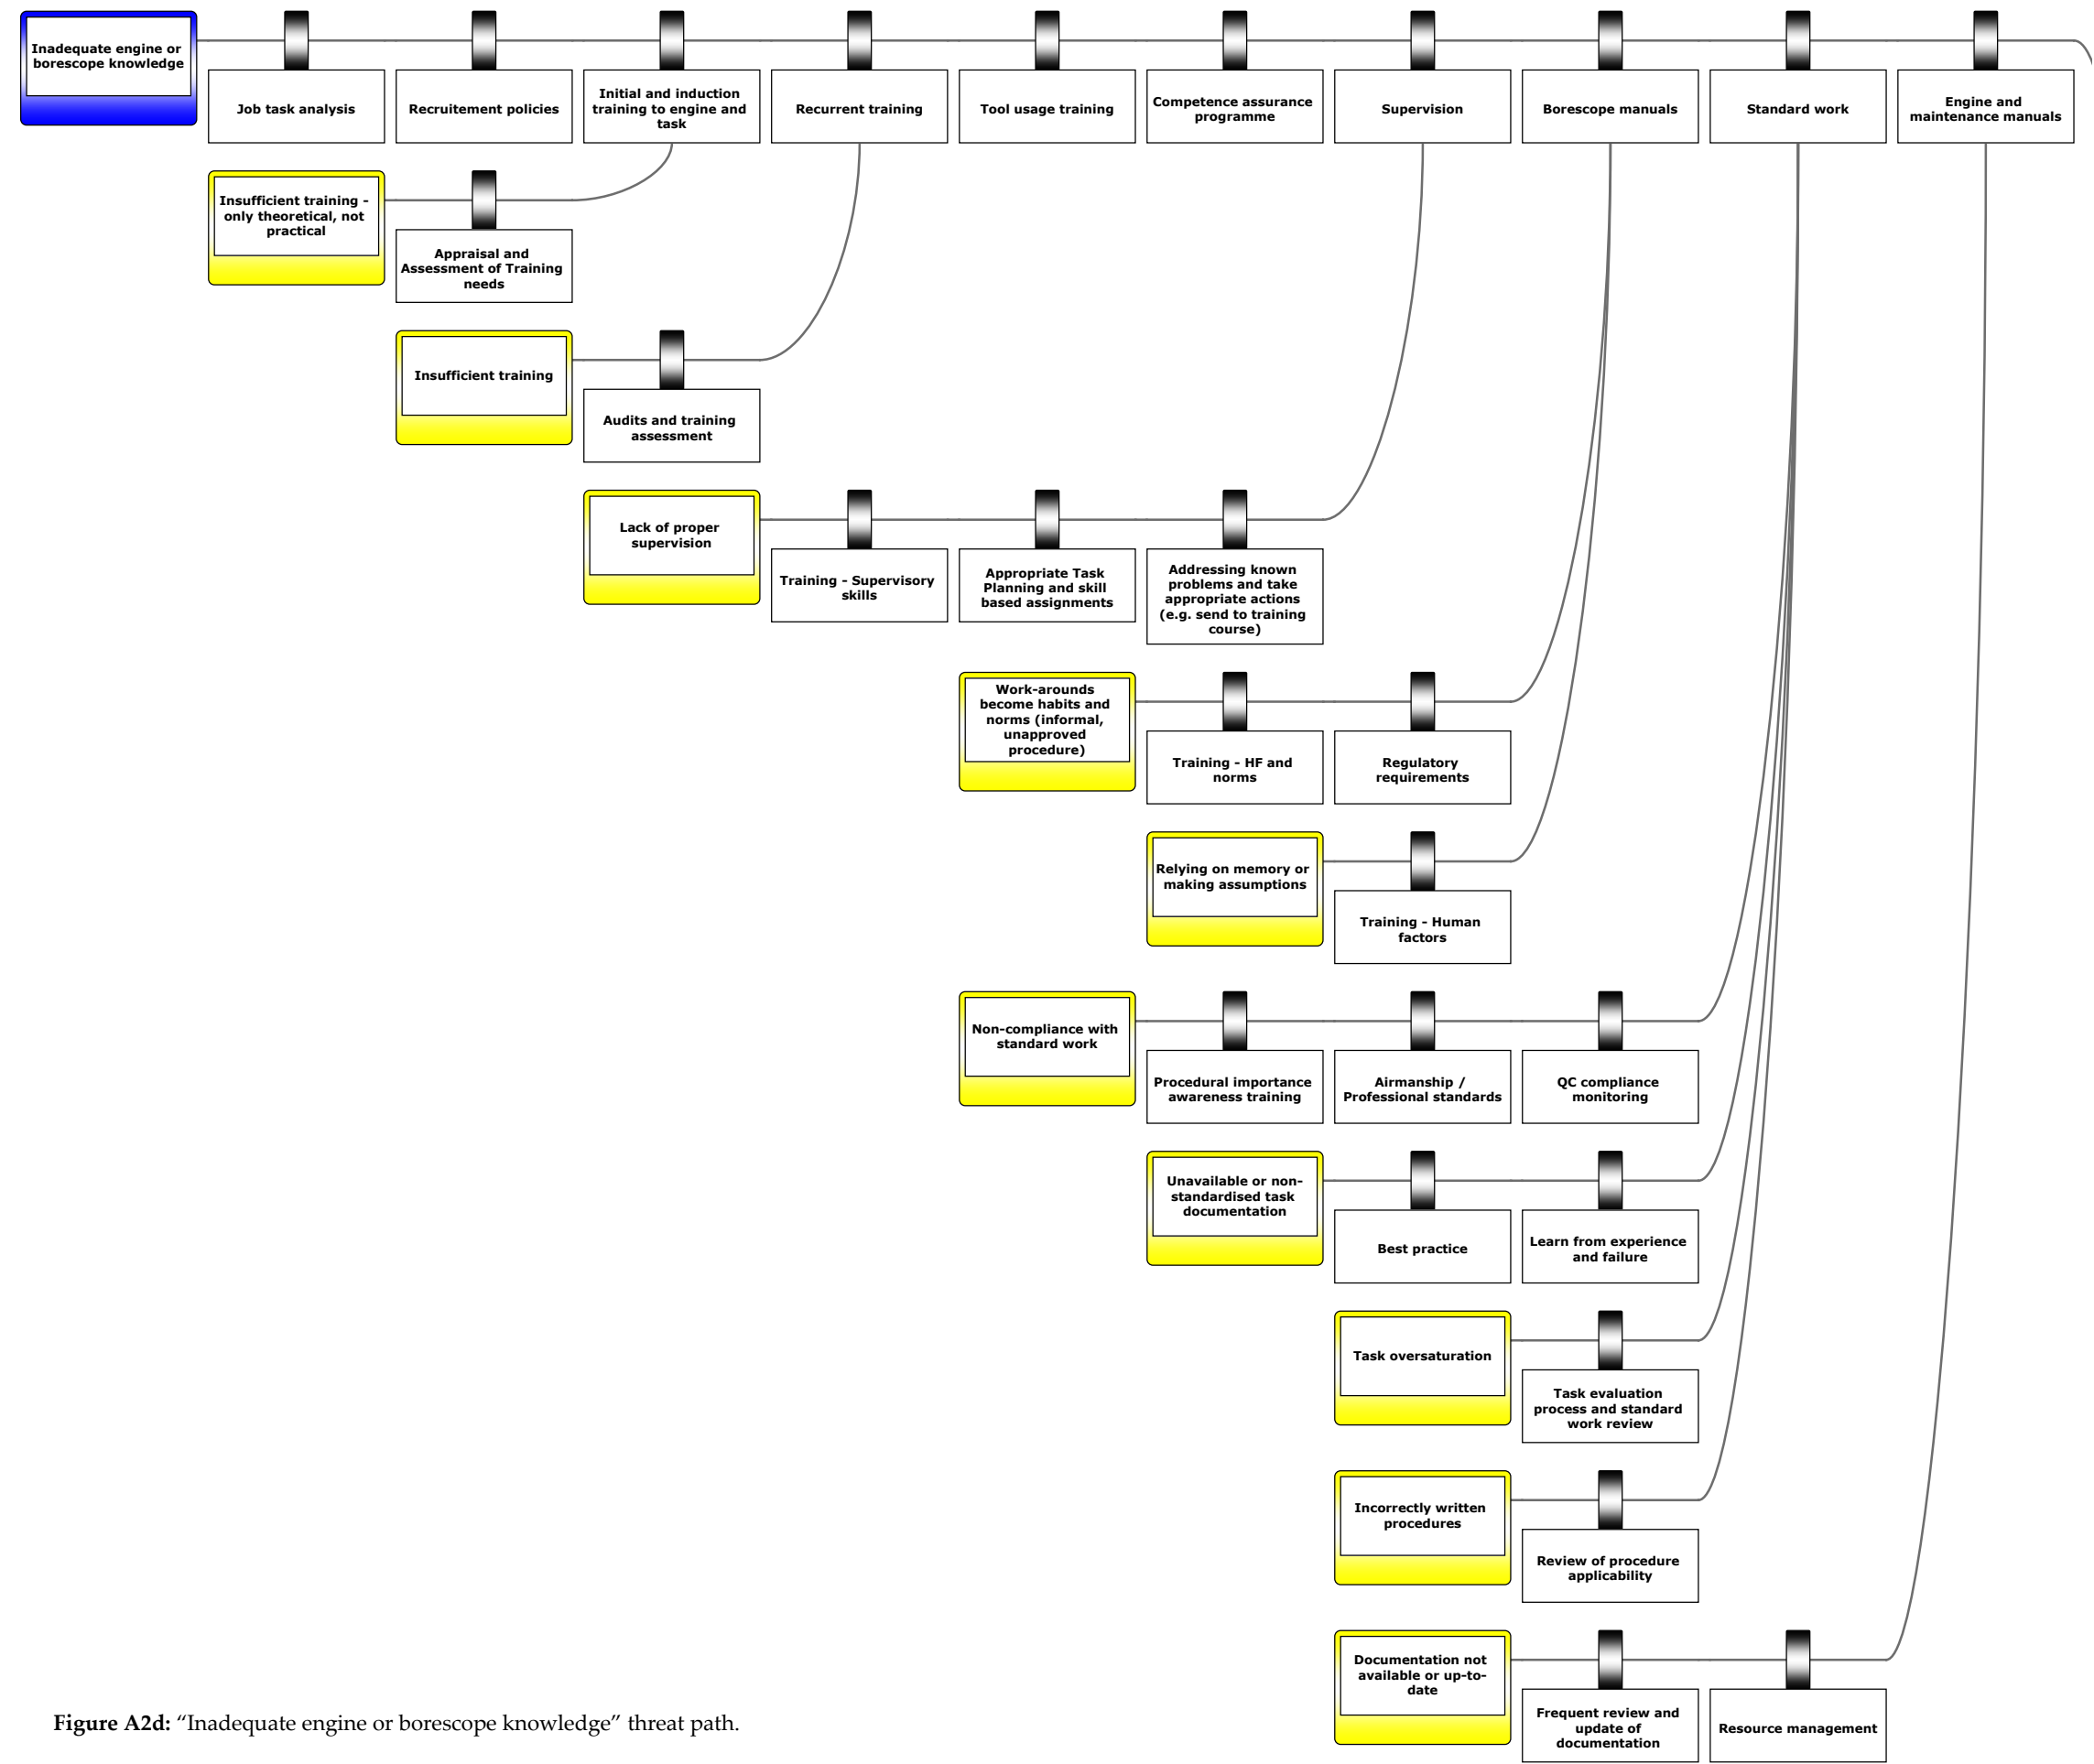 Inadequate engine or
borescope knowledge
Job task analysis
Recruitement policies
Initial and induction
training to engine and
task
Recurrent training
Tool usage training
Competence assurance
programme
Supervision
Borescope manuals
Standard work
Engine and
maintenance manuals
Insufficient training -
only theoretical, not
practical
Appraisal and
Assessment of Training
needs
Insufficient training
Audits and training
assessment
Lack of proper
supervision
Training - Supervisory
skills
Appropriate Task
Planning and skill
based assignments
Addressing known
problems and take
appropriate actions
(e.g. send to training
course)
Work-arounds
become habits and
norms (informal,
unapproved
procedure)
Training - HF and
norms
Regulatory
requirements
Relying on memory or
making assumptions
Training - Human
factors
Non-compliance with
standard work
Procedural importance
awareness training
Airmanship /
Professional standards
QC compliance
monitoring
Unavailable or non-
standardised task
documentation
Best practice
Learn from experience
and failure
Task oversaturation
Task evaluation
process and standard
work review
Incorrectly written
procedures
Review of procedure
applicability
Documentation not
available or up-to-
date
Frequent review and
update of
documentation
Resource management
Figure A2d: “Inadequate engine or borescope knowledge” threat path.